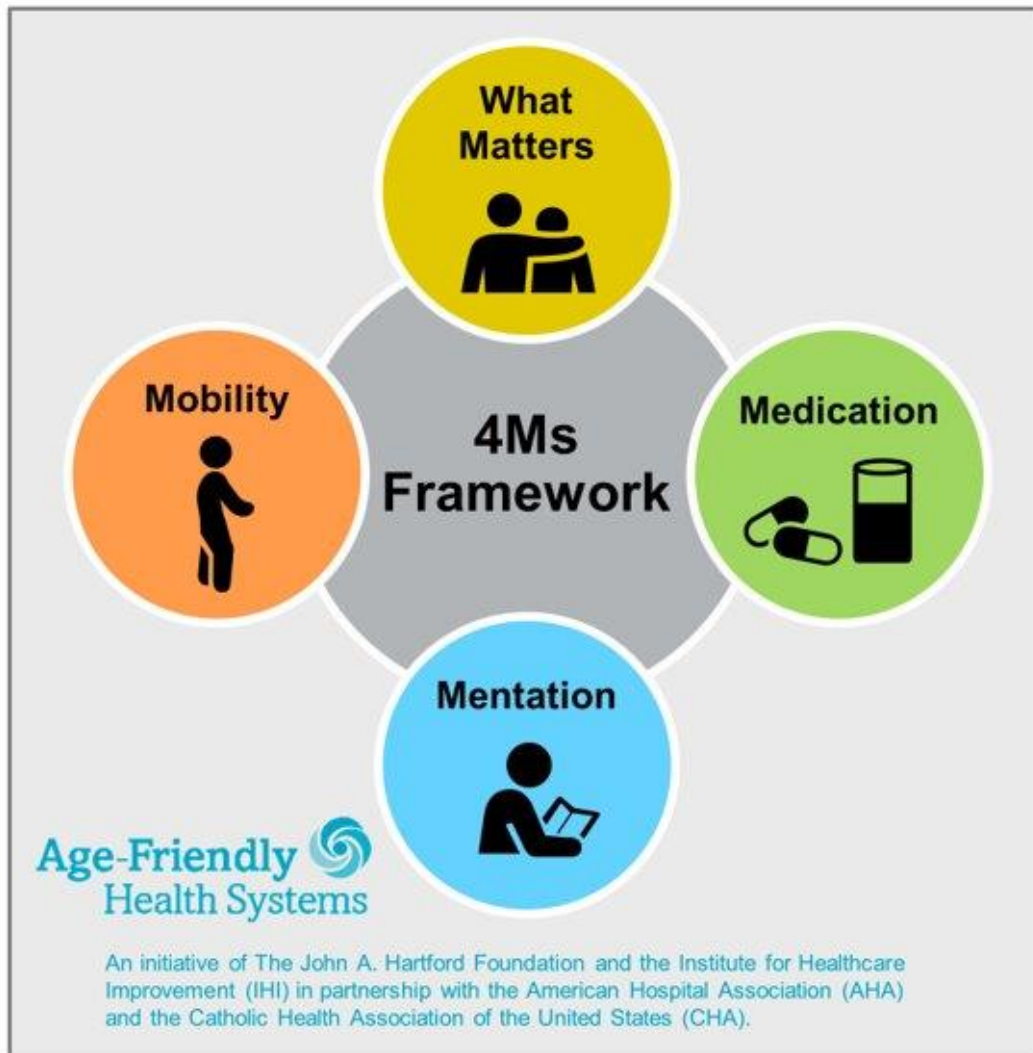 What
Matters
Mobility
4Ms
Framework
Medication
Mentation
Age-Friendly
Health Systems
An initiative of The John A. Hartford Foundation and the Institute for Healthcare
Improvement (IHI) in partnership with the American Hospital Association (AHA)
and the Catholic Health Association of the United States (CHA).